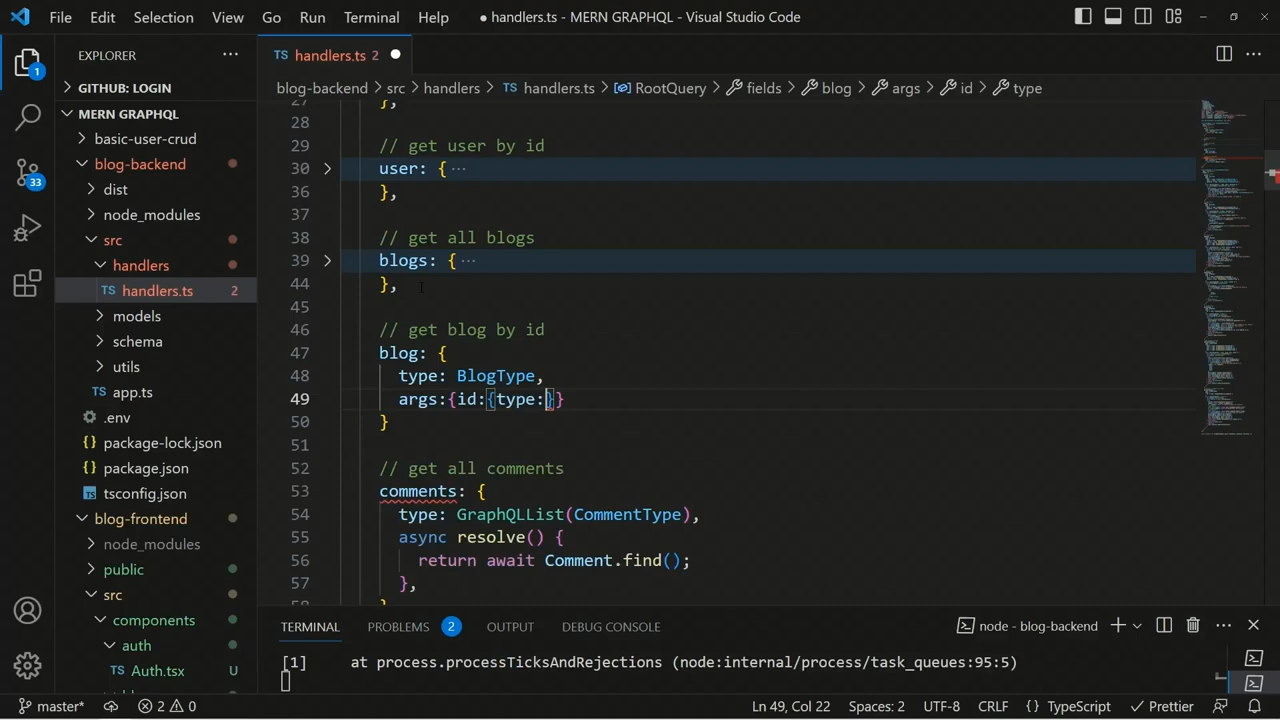 File Edit Selection View Go Run Terminal Help ● handlers.ts - MERN GRAPHQL - Visual Studio Code
EXPLORER ···
TS handlers.ts 2 ●
1
33
GITHUB: LOGIN
MERN GRAPHQL
basic-user-crud
blog-backend
dist
node_modules
src
handlers
TS handlers.ts 2
models
schema
utils
TS app.ts
.env
{} package-lock.json
{} package.json
tsconfig.json
blog-frontend
node_modules
public
src
components
auth
TS Auth.tsx U
blog-backend > src > handlers > TS handlers.ts > RootQuery > fields > blog > args > id > type
27 },
28
29 // get user by id
30 user: { ···
36 },
37
38 // get all blogs
39 blogs: { ···
44 },
45
46 // get blog by id
47 blog: {
48 type: BlogType,
49 args:{id:{type:}}
50 }
51
52 // get all comments
53 comments: {
54 type: GraphQLList(CommentType),
55 async resolve() {
56 return await Comment.find();
57 },
58 }
TERMINAL PROBLEMS 2 OUTPUT DEBUG CONSOLE node - blog-backend
[1] at process.processTicksAndRejections (node:internal/process/task_queues:95:5)
master* 2 0 Ln 49, Col 22 Spaces: 2 UTF-8 CRLF {} TypeScript Prettier